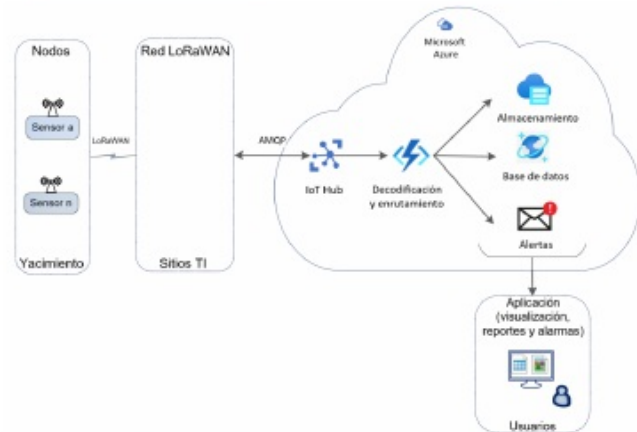 Nodos
Sensor a
Sensor n
Yacimiento
LoRaWAN
Red LoRaWAN
Sitios TI
AMQP
Microsoft
Azure
IoT Hub
Decodificación
y enrutamiento
Almacenamiento
Base de datos
Alertas
Aplicación
(visualización,
reportes y alarmas)
Usuarios